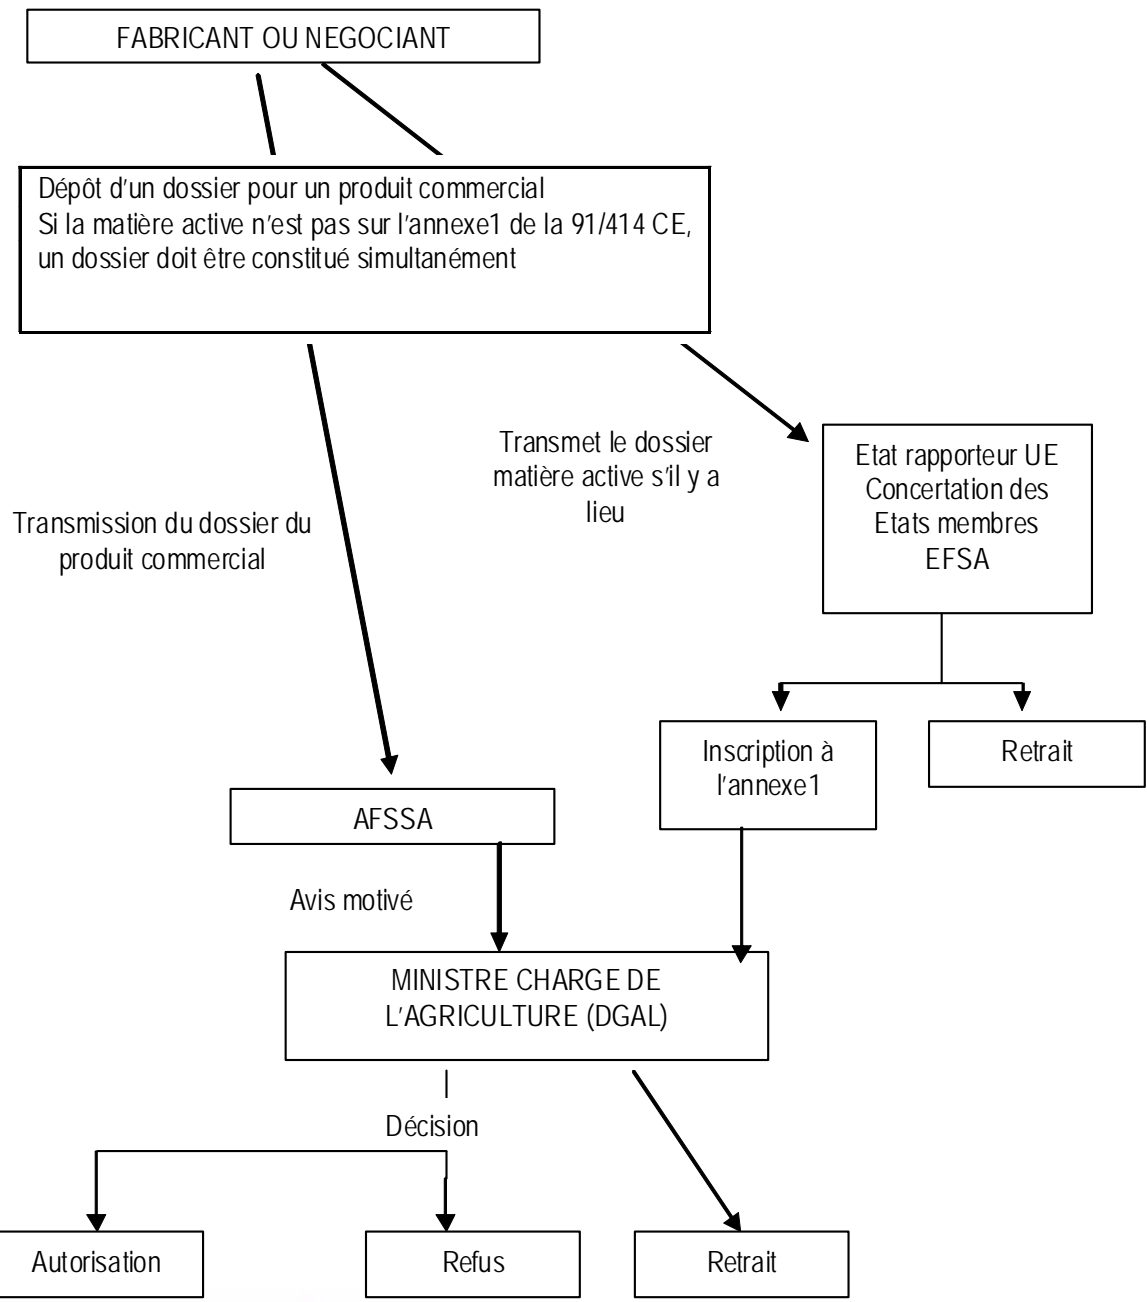 FABRICANT OU NEGOCIANT
Dépôt d'un dossier pour un produit commercial
Si la matière active n'est pas sur l'annexe1 de la 91/414 CE,
un dossier doit être constitué simultanément
Transmet le dossier
matière active s'il y a
lieu
Etat rapporteur UE
Concertation des
Etats membres
EFSA
Transmission du dossier du
produit commercial
Inscription à
l'annexe1
Retrait
AFSSA
Avis motivé
MINISTRE CHARGE DE
L'AGRICULTURE (DGAL)
Décision
Autorisation
Refus
Retrait